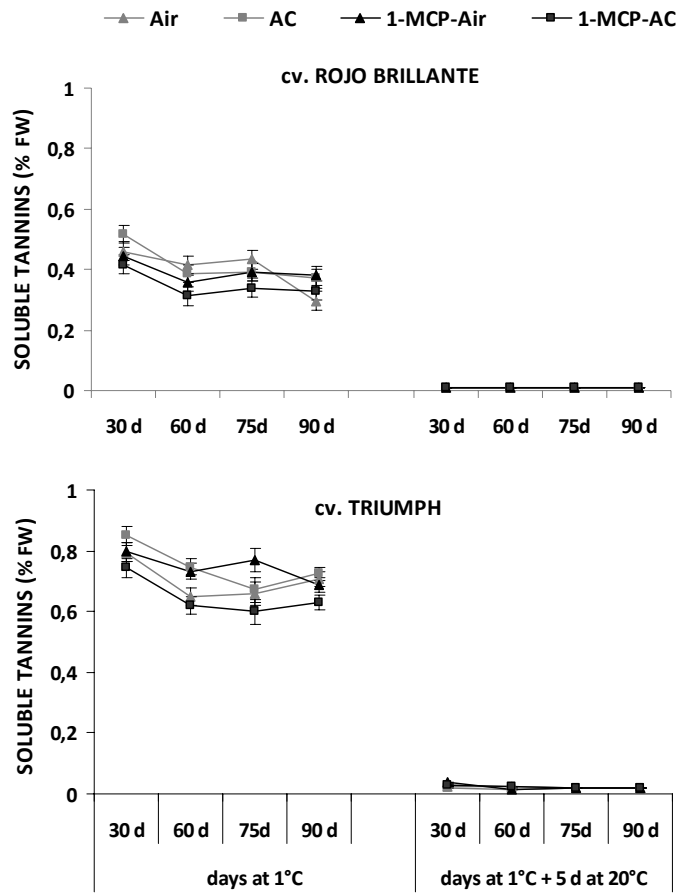 Air AC 1-MCP-Air 1-MCP-AC
cv. ROJO BRILLANTE
SOLUBLE TANNINS (% FW)
1
0,8
0,6
0,4
0,2
0
30 d 60 d 75d 90 d 30 d 60 d 75d 90 d
cv. TRIUMPH
SOLUBLE TANNINS (% FW)
1
0,8
0,6
0,4
0,2
0
30 d 60 d 75d 90 d 30 d 60 d 75d 90 d
days at 1°C days at 1°C + 5 d at 20°C